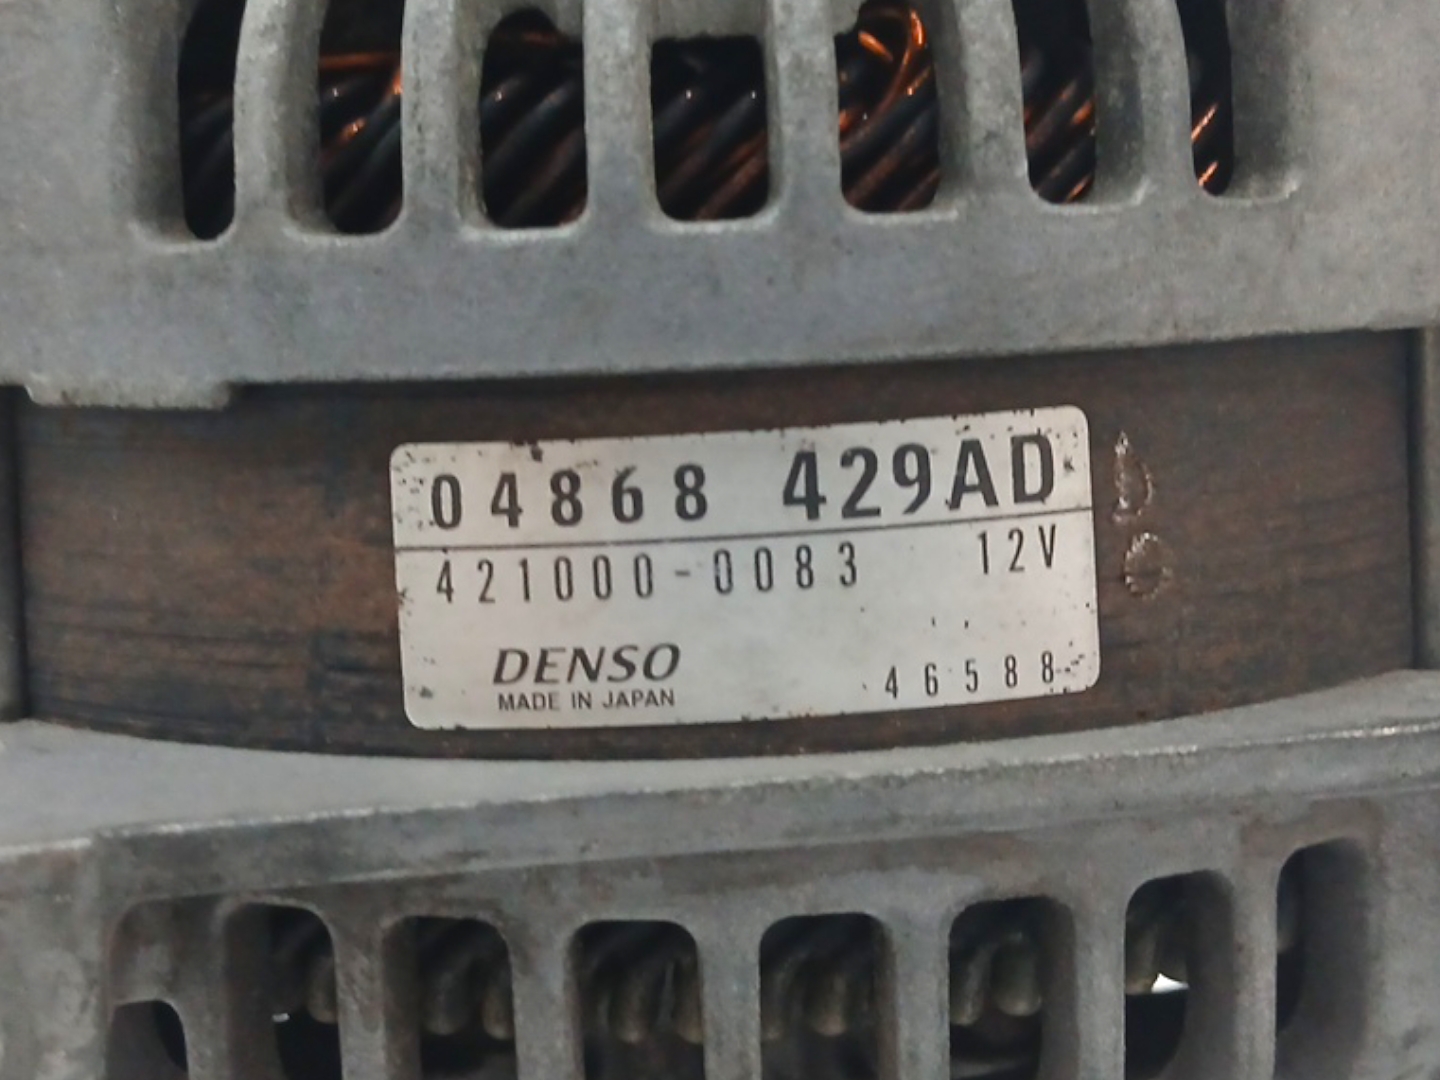 04868 429AD
421000-0083 12V
DENSO
MADE IN JAPAN
46588